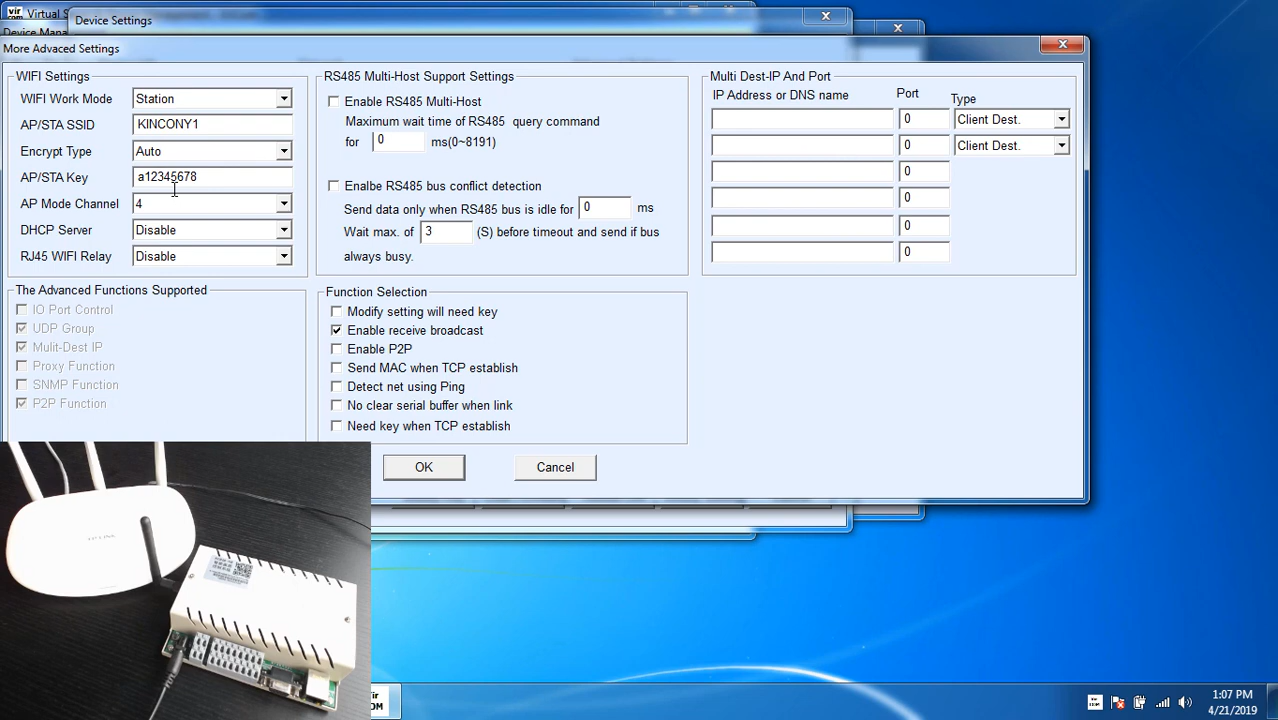 Virtual S
Device Settings
Device Mana
More Advaced Settings
WIFI Settings
WIFI Work Mode Station
AP/STA SSID KINCONY1
Encrypt Type Auto
AP/STA Key a12345678
AP Mode Channel 4
DHCP Server Disable
RJ45 WIFI Relay Disable
The Advanced Functions Supported
IO Port Control
UDP Group
Mulit-Dest IP
Proxy Function
SNMP Function
P2P Function
RS485 Multi-Host Support Settings
Enable RS485 Multi-Host
Maximum wait time of RS485 query command
for 0 ms(0~8191)
Enalbe RS485 bus conflict detection
Send data only when RS485 bus is idle for 0 ms
Wait max. of 3 (S) before timeout and send if bus
always busy.
Function Selection
Modify setting will need key
Enable receive broadcast
Enable P2P
Send MAC when TCP establish
Detect net using Ping
No clear serial buffer when link
Need key when TCP establish
OK Cancel
Multi Dest-IP And Port
IP Address or DNS name Port Type
0 Client Dest.
0 Client Dest.
0
0
0
0
vir
com
TP-LINK
vir
COM
1:07 PM
4/21/2019